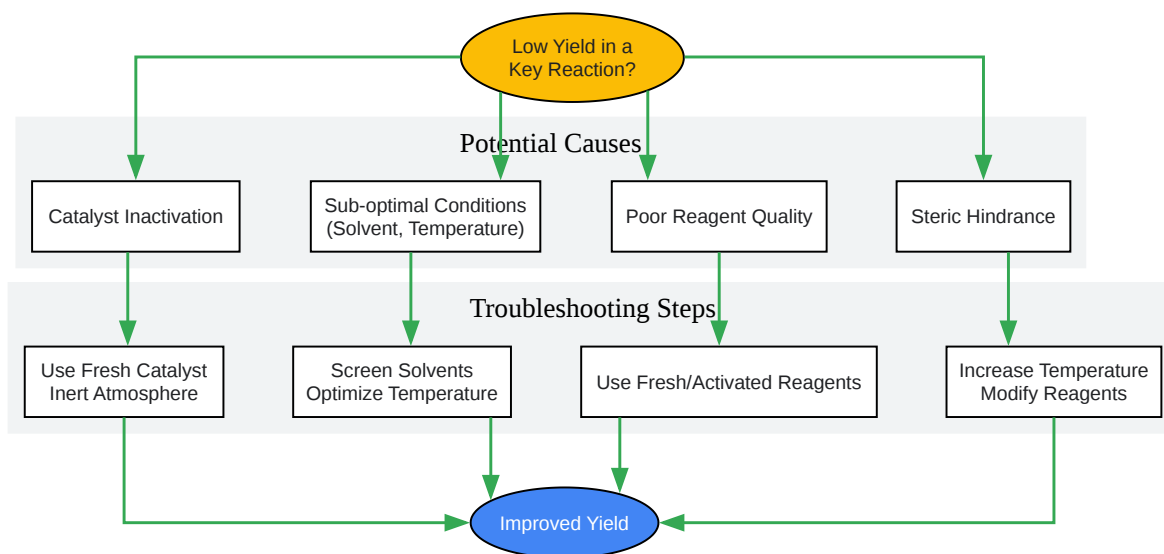 Low Yield in a
Key Reaction?
Potential Causes
Catalyst Inactivation
Sub-optimal Conditions
(Solvent, Temperature)
Poor Reagent Quality
Steric Hindrance
Troubleshooting Steps
Use Fresh Catalyst
Inert Atmosphere
Screen Solvents
Optimize Temperature
Use Fresh/Activated Reagents
Increase Temperature
Modify Reagents
Improved Yield